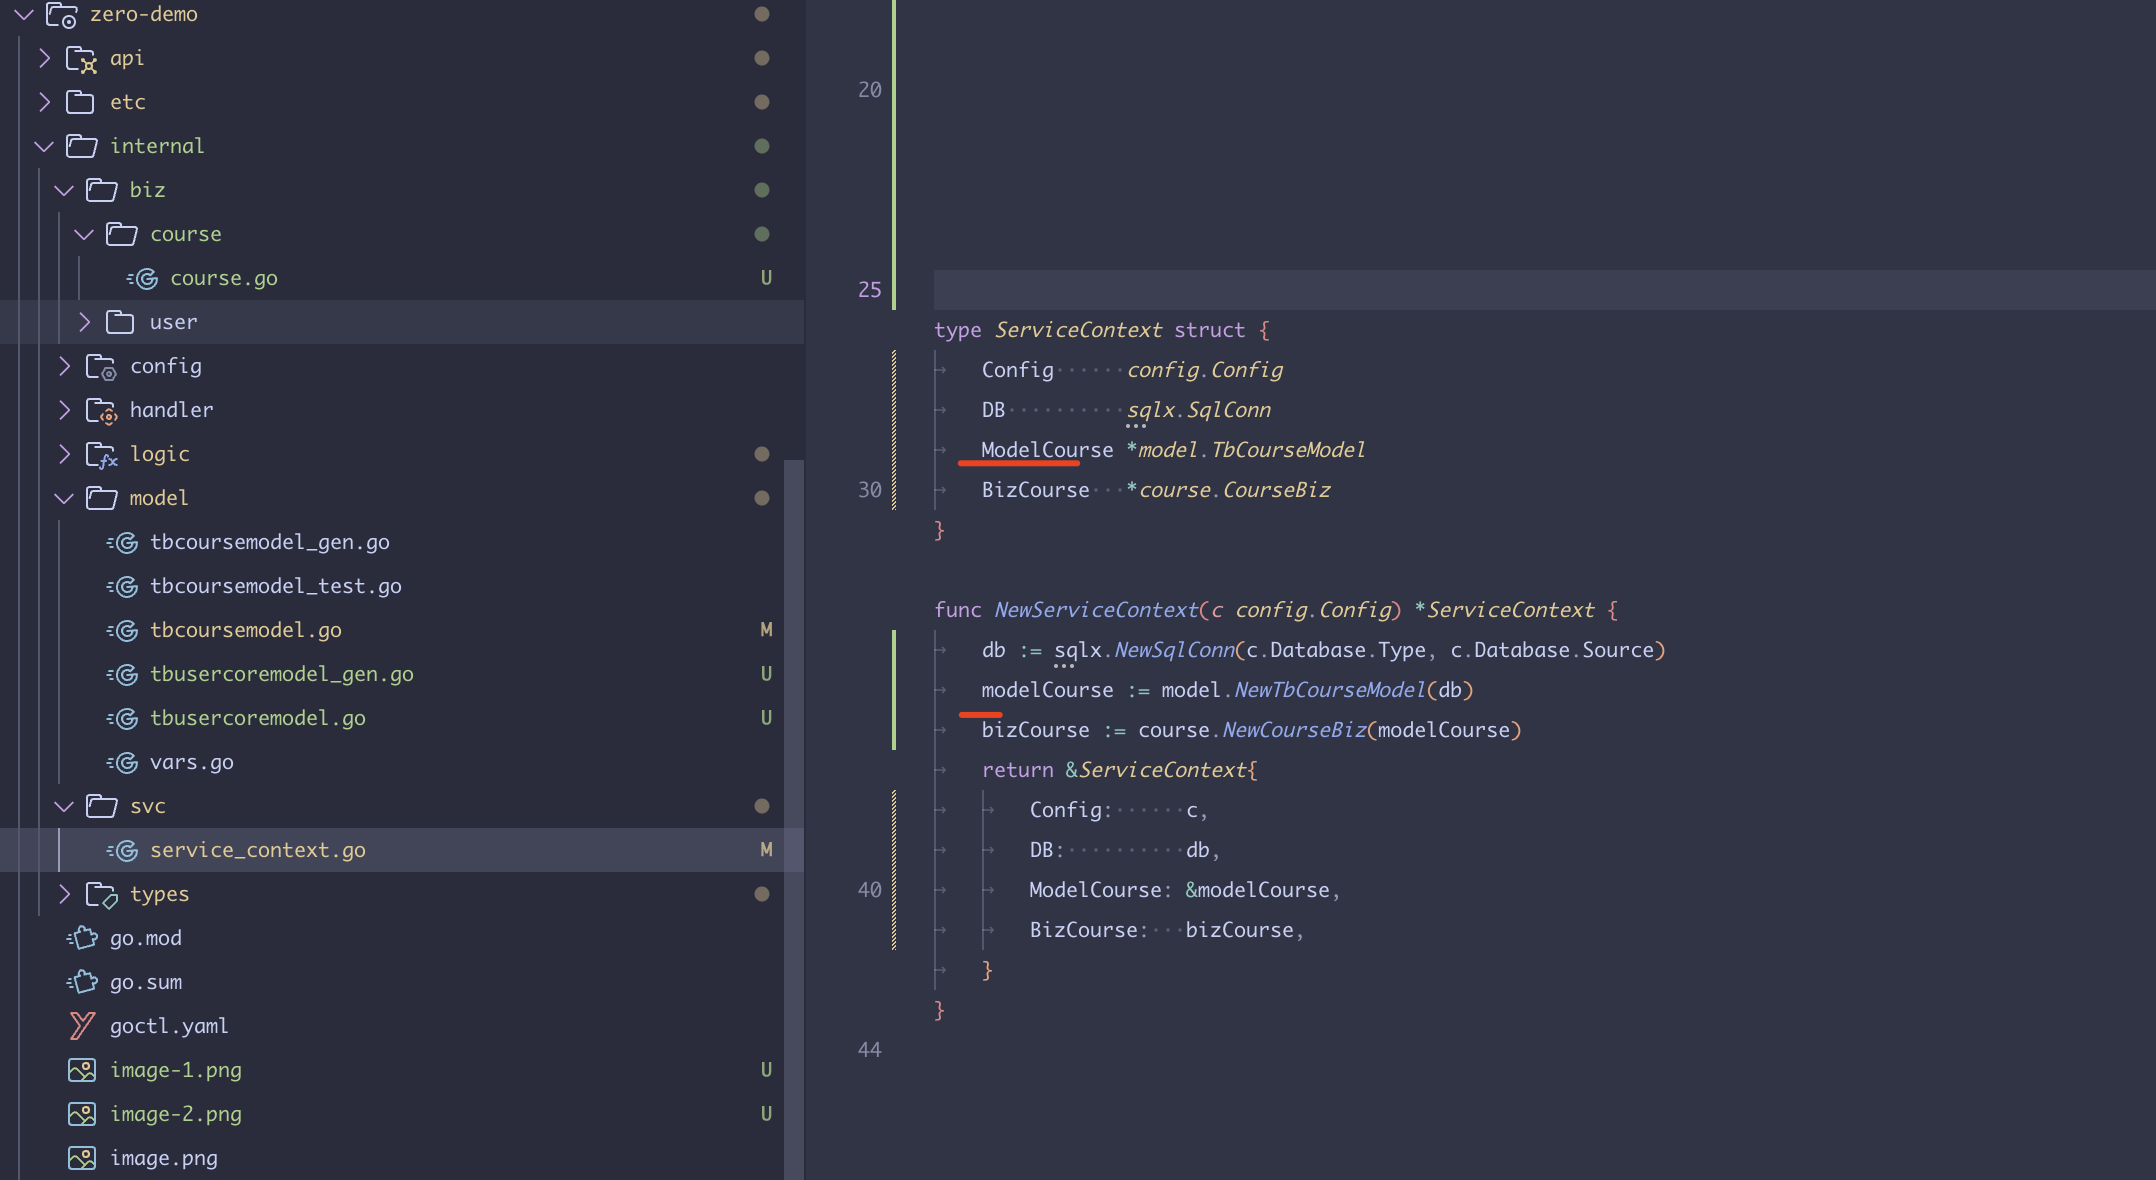 zero-demo
api
etc
internal
biz
course
course.go U
user
config
handler
logic
model
tbcoursemodel_gen.go
tbcoursemodel_test.go
tbcoursemodel.go M
tbusercoremodel_gen.go U
tbusercoremodel.go U
vars.go
svc
service_context.go M
types
go.mod
go.sum
goctl.yaml
image-1.png U
image-2.png U
image.png
20
25
type ServiceContext struct {
Config config.Config
DB sqlx.SqlConn
ModelCourse *model.TbCourseModel
30 BizCourse *course.CourseBiz
}
func NewServiceContext(c config.Config) *ServiceContext {
db := sqlx.NewSqlConn(c.Database.Type, c.Database.Source)
modelCourse := model.NewTbCourseModel(db)
bizCourse := course.NewCourseBiz(modelCourse)
return &ServiceContext{
Config: c,
DB: db,
40 ModelCourse: &modelCourse,
BizCourse: bizCourse,
}
}
44